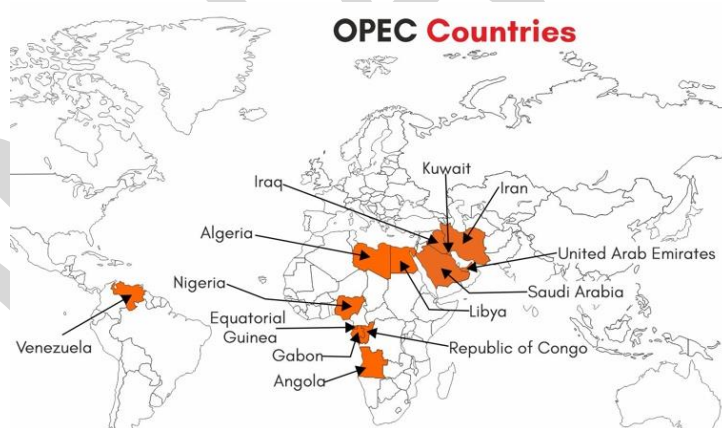 OPEC Countries
Kuwait
Iraq
Iran
Algeria
United Arab Emirates
Nigeria
Saudi Arabia
Libya
Equatorial
Guinea
Venezuela
Gabon
Republic of Congo
Angola